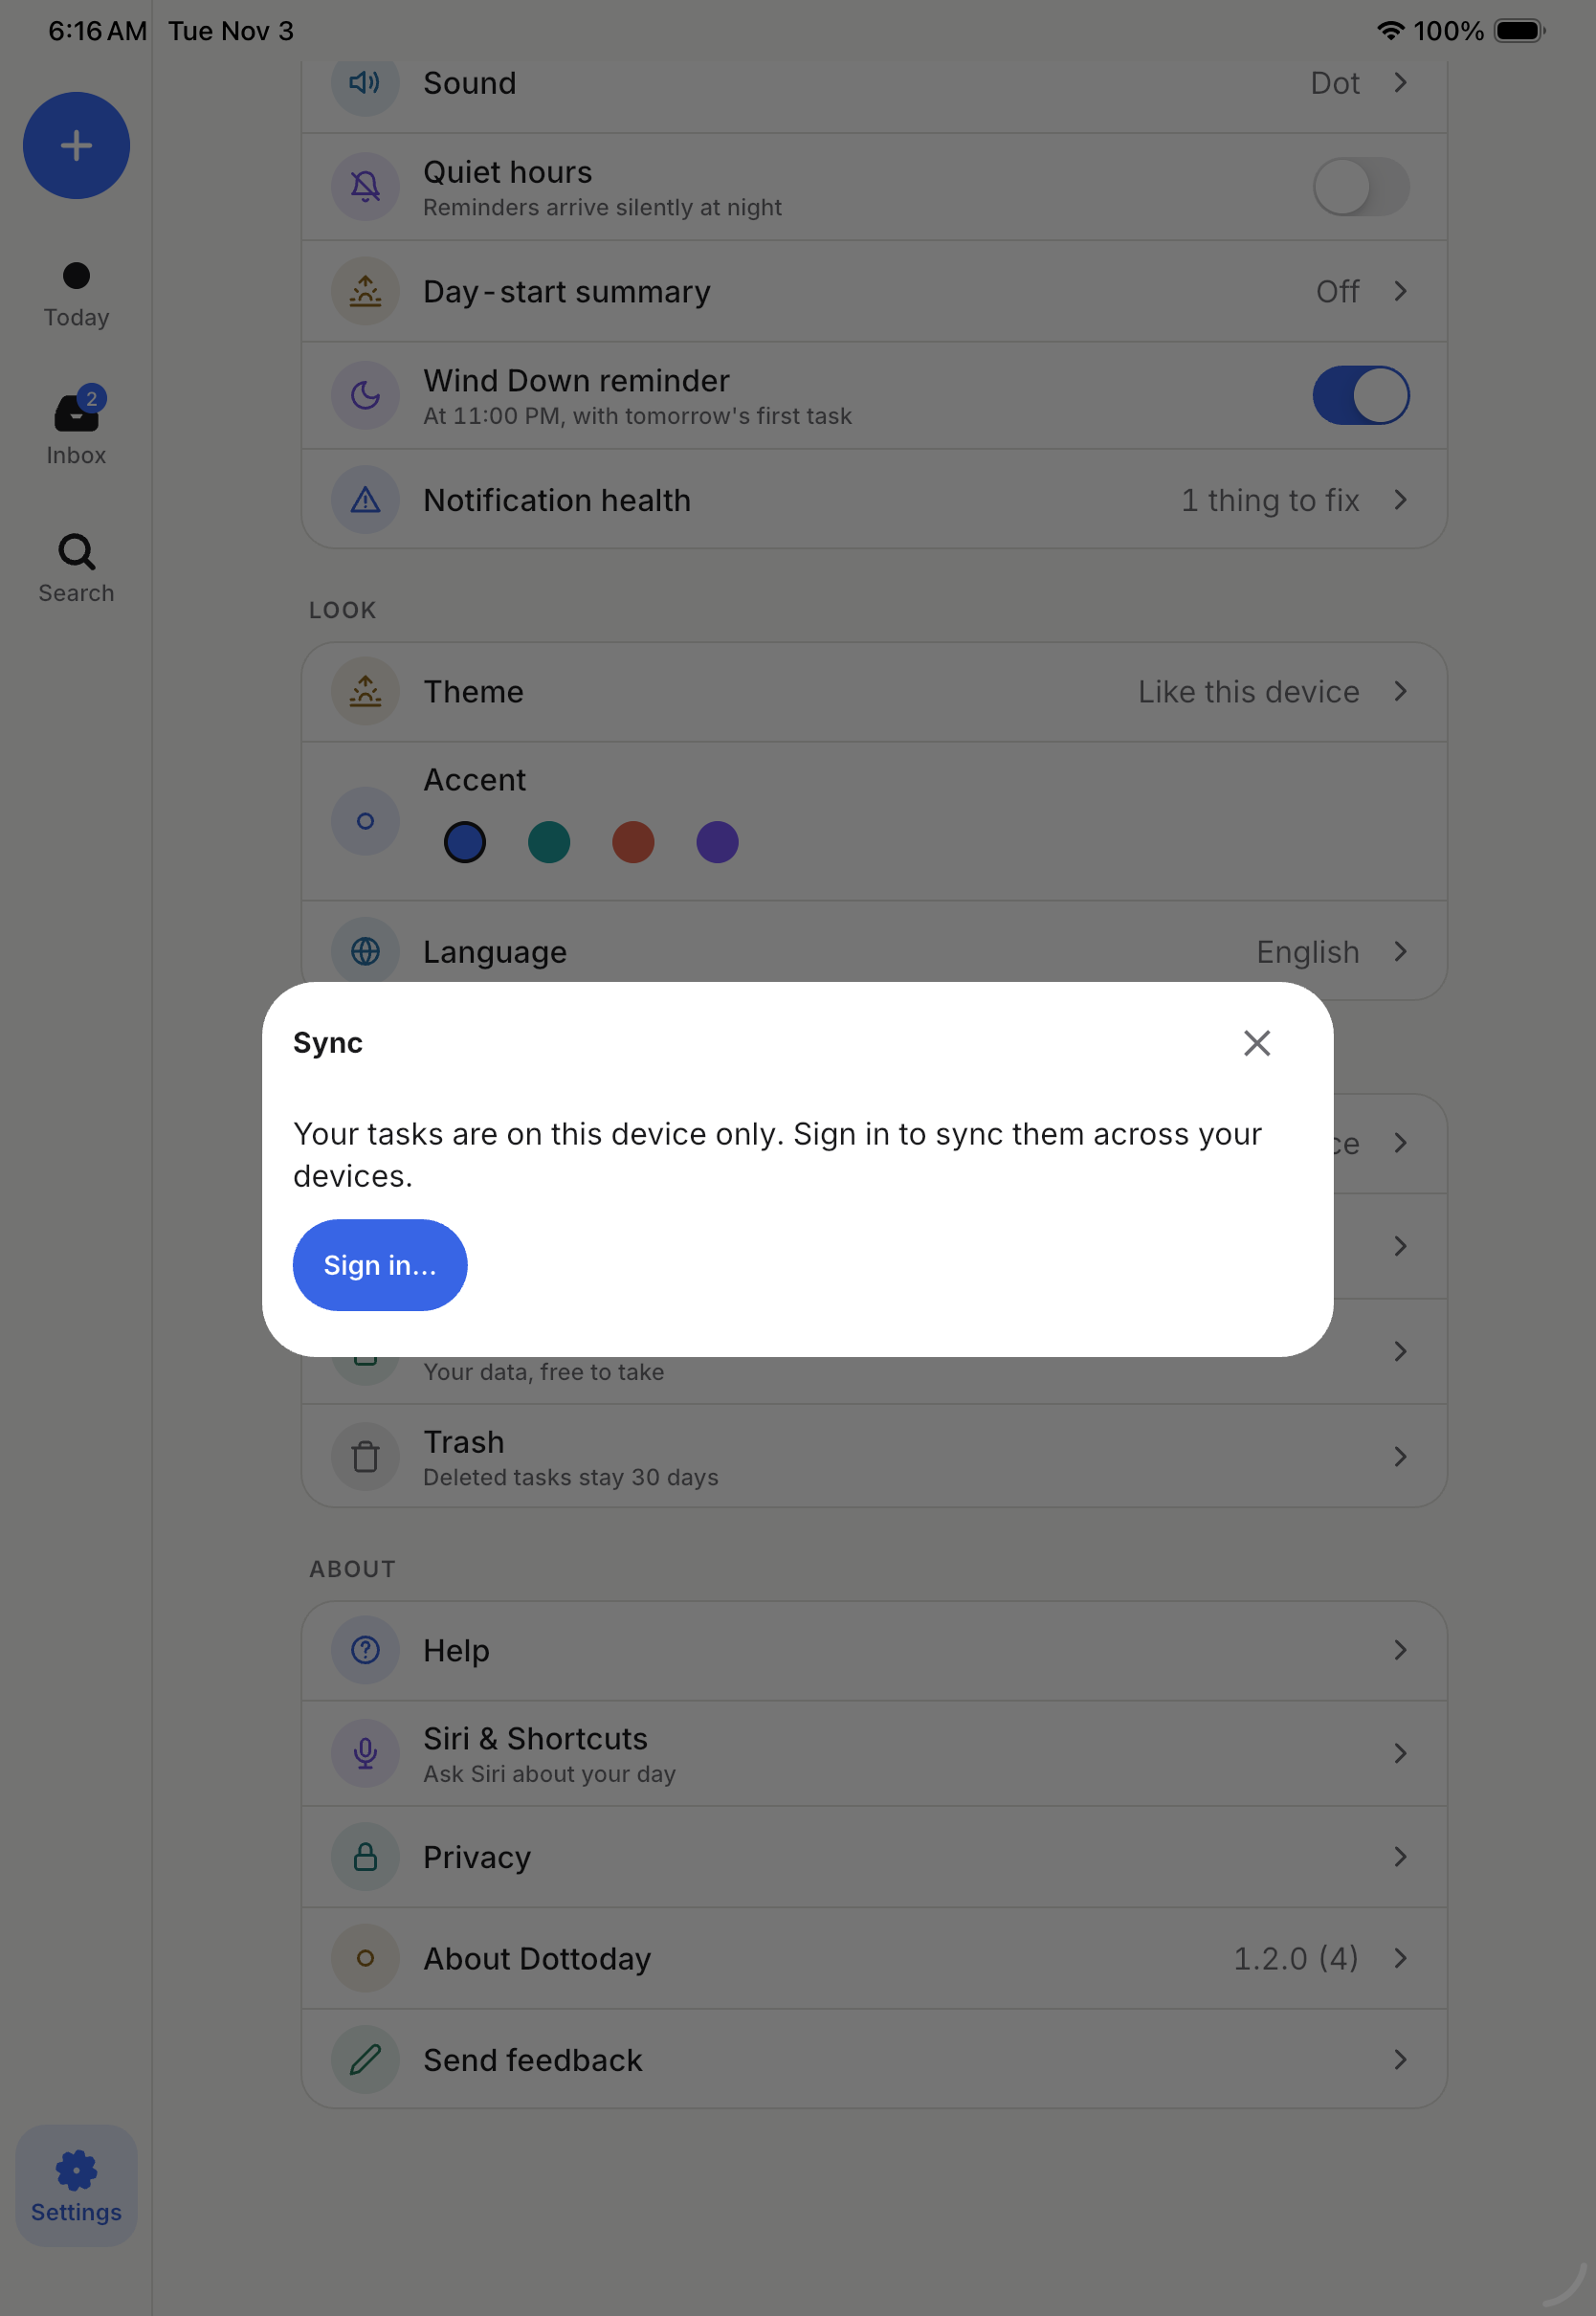 6:16 AM Tue Nov 3
100%
Today
2
Inbox
Search
Settings
Sound
Dot
Quiet hours
Reminders arrive silently at night
Day-start summary
Off
Wind Down reminder
At 11:00 PM, with tomorrow's first task
Notification health
1 thing to fix
LOOK
Theme
Like this device
Accent
Language
English
Sync
Your tasks are on this device only. Sign in to sync them across your
devices.
Sign in...
Your data, free to take
Trash
Deleted tasks stay 30 days
ABOUT
Help
Siri & Shortcuts
Ask Siri about your day
Privacy
About Dottoday
1.2.0 (4)
Send feedback